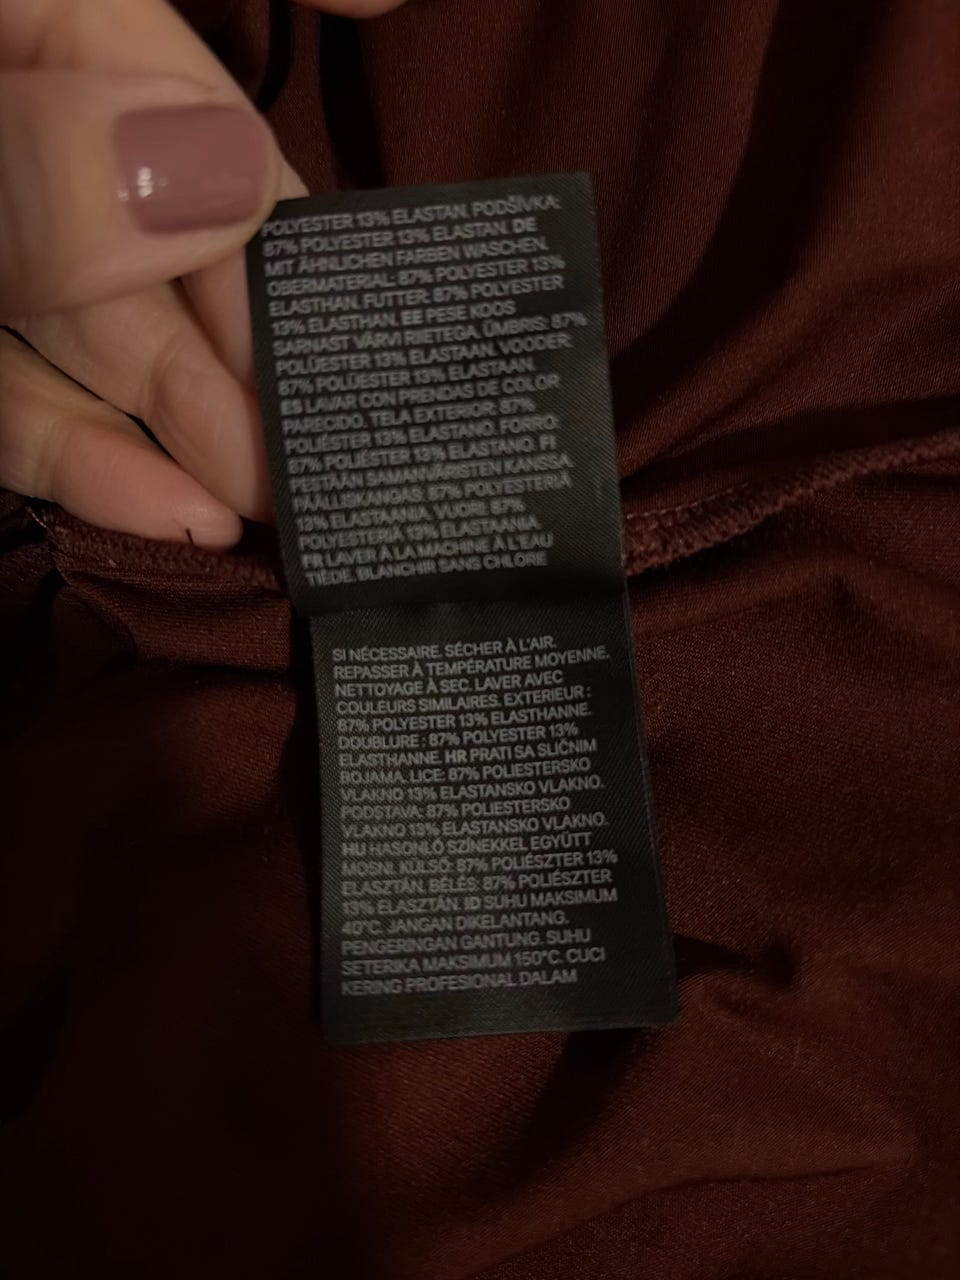 POLYESTER 13% ELASTAN. PODŠÍVKA:
87% POLYESTER 13% ELASTAN. DE
MIT ÄHNLICHEN FARBEN WASCHEN.
OBERMATERIAL: 87% POLYESTER 13%
ELASTHAN. FUTTER: 87% POLYESTER
13% ELASTHAN. EE PESE KOOS
SARNAST VÄRVI RIIETEGA. ÜMBRIS: 87%
POLÜESTER 13% ELASTAAN. VOODER:
87% POLÜESTER 13% ELASTAAN.
ES LAVAR CON PRENDAS DE COLOR
PARECIDO. TELA EXTERIOR: 87%
POLIÉSTER 13% ELASTANO. FORRO:
87% POLIÉSTER 13% ELASTANO. FI
PESTÄÄN SAMANVÄRISTEN KANSSA
PÄÄLLISKANGAS: 87% POLYESTERIÄ
13% ELASTAANIA. VUORI: 87%
POLYESTERIÄ 13% ELASTAANIA.
FR LAVER À LA MACHINE À L'EAU
TIÈDE. BLANCHIR SANS CHLORE
SI NÉCESSAIRE. SÉCHER À L'AIR.
REPASSER À TEMPÉRATURE MOYENNE.
NETTOYAGE À SEC. LAVER AVEC
COULEURS SIMILAIRES. EXTERIEUR :
87% POLYESTER 13% ELASTHANNE.
DOUBLURE : 87% POLYESTER 13%
ELASTHANNE. HR PRATI SA SLIČNIM
BOJAMA. LICE: 87% POLIESTERSKO
VLAKNO 13% ELASTANSKO VLAKNO.
PODSTAVA: 87% POLIESTERSKO
VLAKNO 13% ELASTANSKO VLAKNO.
HU HASONLÓ SZÍNEKKEL EGYÜTT
MOSNI. KÜLSŐ: 87% POLIÉSZTER 13%
ELASZTÁN. BÉLÉS: 87% POLIÉSZTER
13% ELASZTÁN. ID SUHU MAKSIMUM
40°C. JANGAN DIKELANTANG.
PENGERINGAN GANTUNG. SUHU
SETERIKA MAKSIMUM 150°C. CUCI
KERING PROFESIONAL DALAM